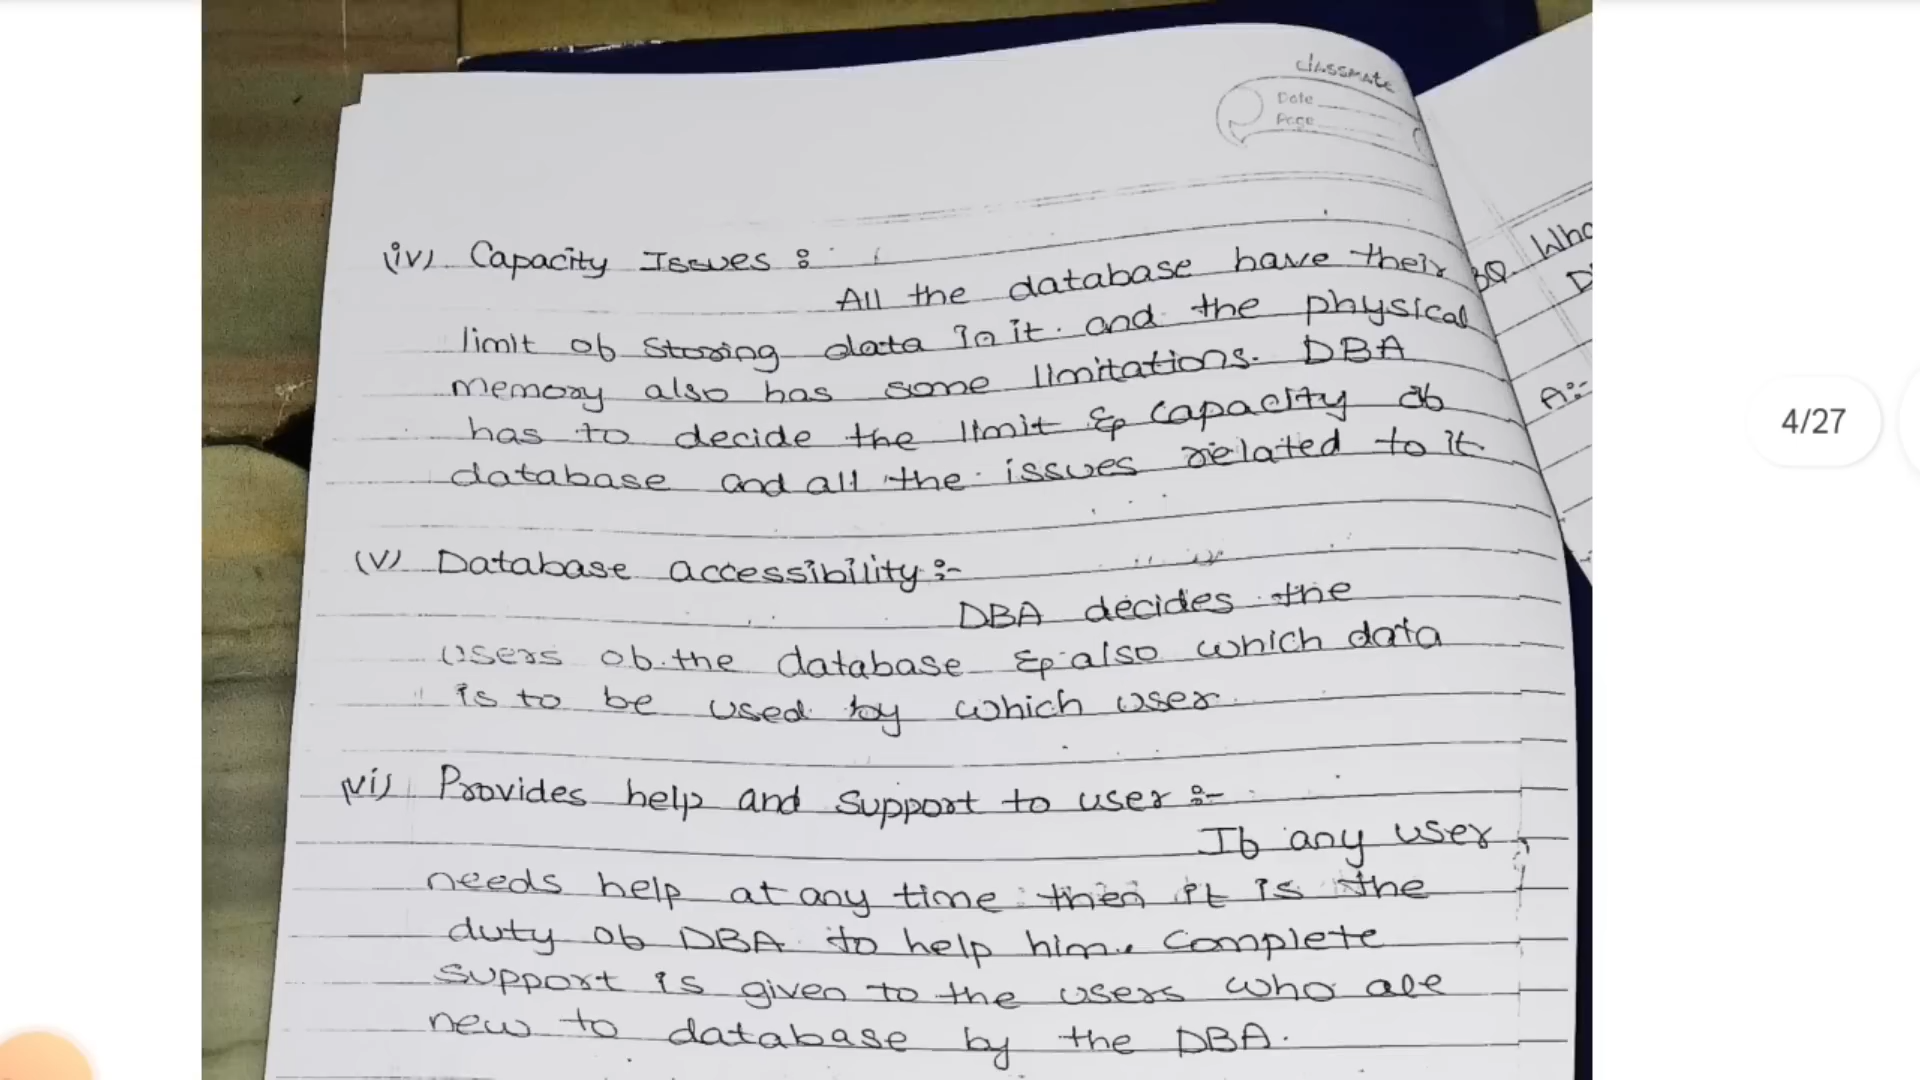 classmate
Date
Page
(iv) Capacity Issues :
All the database have their
limit of storing data in it. and the physical
memory also has some limitations. DBA
has to decide the limit & capacity of
database and all the issues related to it
(v) Database accessibility :-
DBA decides the
users of the database & also which data
is to be used by which user
(vi) Provides help and support to user :-
If any user
needs help at any time then it is the
duty of DBA to help him. Complete
support is given to the users who are
new to database by the DBA.
A:-
4/27